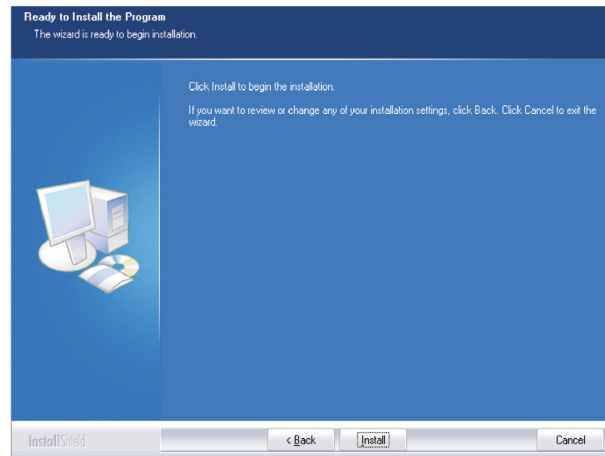 Ready to Install the Program
The wizard is ready to begin installation.
Click Install to begin the installation.
If you want to review or change any of your installation settings, click Back. Click Cancel to exit the
wizard.
InstallShield
< Back
Install
Cancel